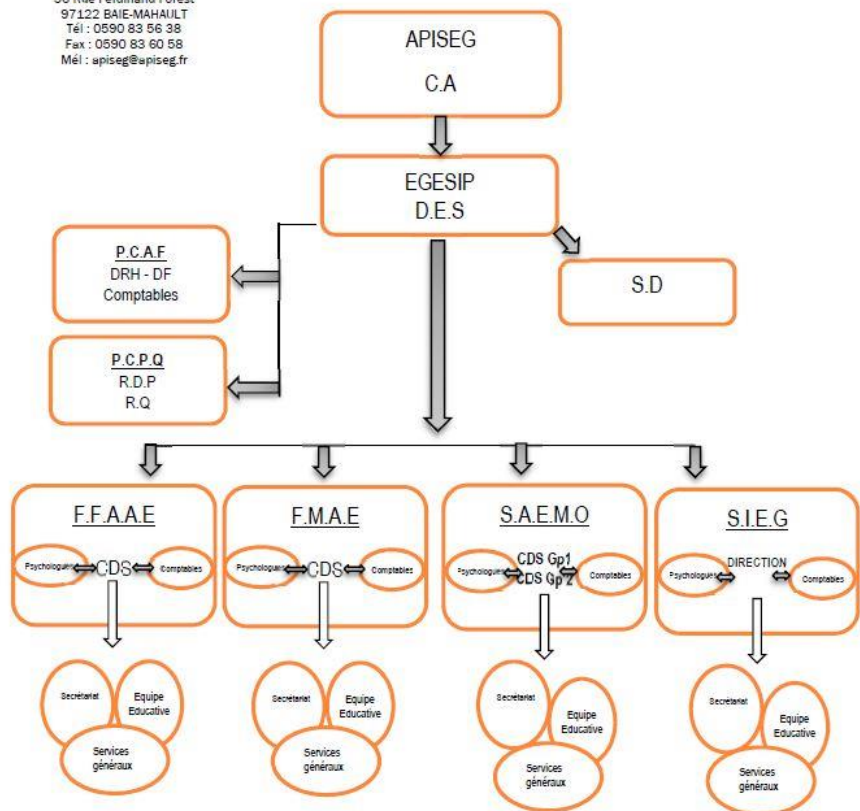 97122 BAIE-MAHAULT
Tél : 0590 83 56 38
Fax : 0590 83 60 58
Mél : apiseg@apiseg.fr
APISEG
C.A
EGESIP
D.E.S
P.C.A.F
DRH - DF
Comptables
S.D
P.C.P.Q
R.D.P
R.Q
F.F.A.A.E
Psychologues
CDS
Comptables
F.M.A.E
Psychologues
CDS
Comptables
S.A.E.M.O
Psychologues
CDS Gp1
CDS Gp 2
Comptables
S.I.E.G
Psychologues
DIRECTION
Comptables
Secrétariat
Equipe
Educative
Services
généraux
Secrétariat
Equipe
Educative
Services
généraux
Secrétariat
Equipe
Educative
Services
généraux
Secrétariat
Equipe
Educative
Services
généraux